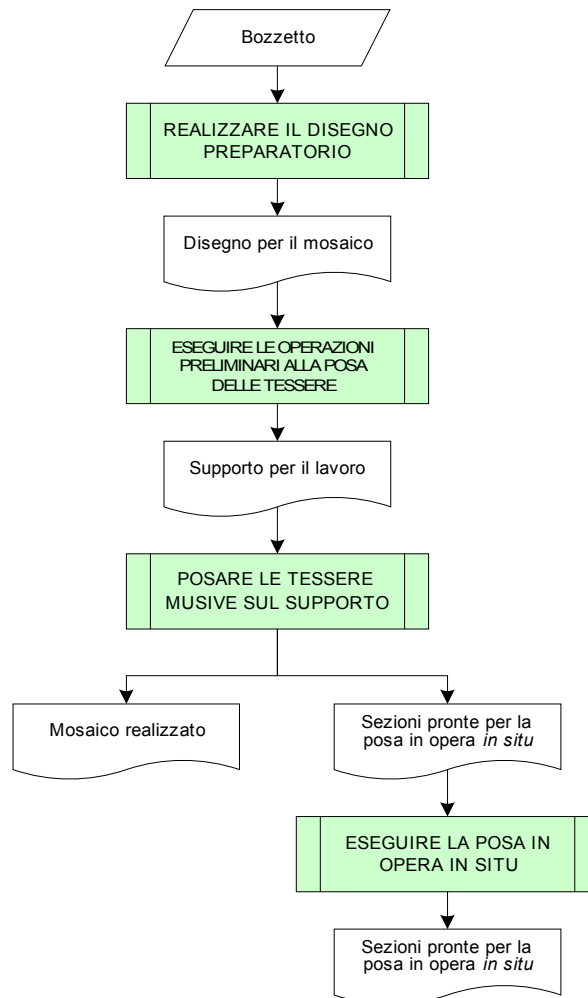 Bozzetto
REALIZZARE IL DISEGNO
PREPARATORIO
Disegno per il mosaico
ESEGUIRE LE OPERAZIONI
PRELIMINARI ALLA POSA
DELLE TESSERE
Supporto per il lavoro
POSARE LE TESSERE
MUSIVE SUL SUPPORTO
Mosaico realizzato
Sezioni pronte per la
posa in opera in situ
ESEGUIRE LA POSA IN
OPERA IN SITU
Sezioni pronte per la
posa in opera in situ